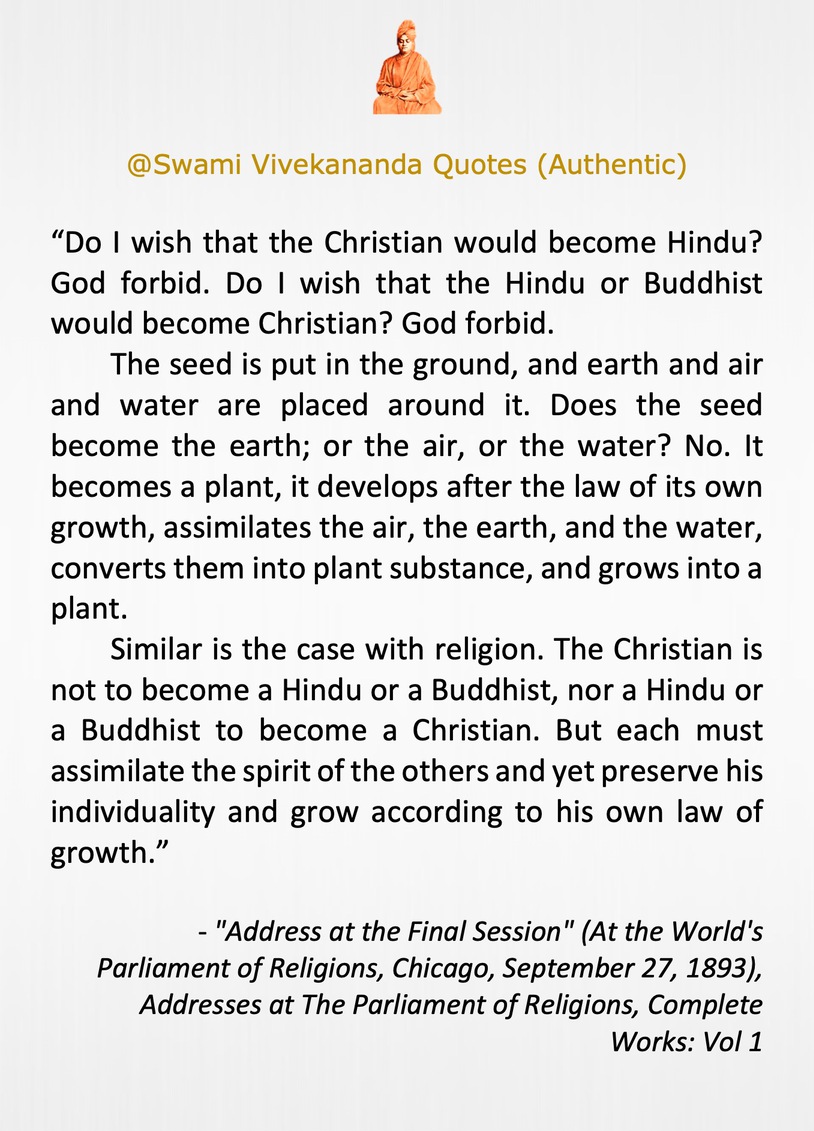 @Swami Vivekananda Quotes (Authentic)
“Do I wish that the Christian would become Hindu?
God forbid. Do I wish that the Hindu or Buddhist
would become Christian? God forbid.
The seed is put in the ground, and earth and air
and water are placed around it. Does the seed
become the earth; or the air, or the water? No. It
becomes a plant, it develops after the law of its own
growth, assimilates the air, the earth, and the water,
converts them into plant substance, and grows into a
plant.
Similar is the case with religion. The Christian is
not to become a Hindu or a Buddhist, nor a Hindu or
a Buddhist to become a Christian. But each must
assimilate the spirit of the others and yet preserve his
individuality and grow according to his own law of
growth.”
- "Address at the Final Session" (At the World's
Parliament of Religions, Chicago, September 27, 1893),
Addresses at The Parliament of Religions, Complete
Works: Vol 1